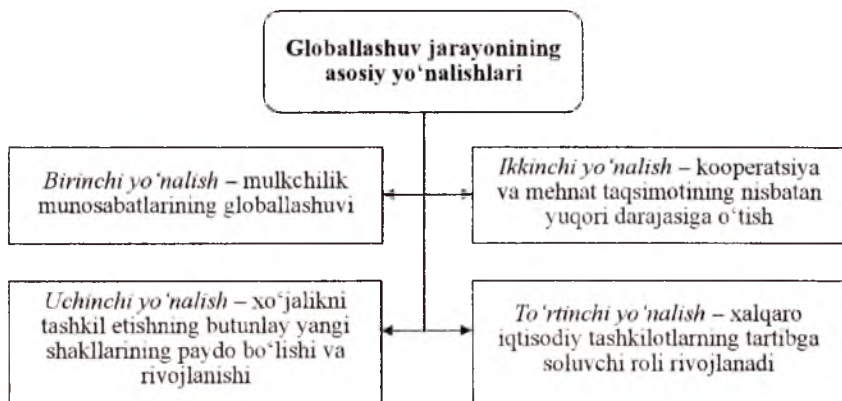 Globallashuv jarayonining
asosiy yo‘nalishlari
Birinchi yo‘nalish – mulkchilik
munosabatlarining globallashuvi
Ikkinchi yo‘nalish – kooperatsiya
va mehnat taqsimotining nisbatan
yuqori darajasiga o‘tish
Uchinchi yo‘nalish – xo‘jalikni
tashkil etishning butunlay yangi
shakllarining paydo bo‘lishi va
rivojlanishi
To‘rtinchi yo‘nalish – xalqaro
iqtisodiy tashkilotlarning tartibga
soluvchi roli rivojlanadi